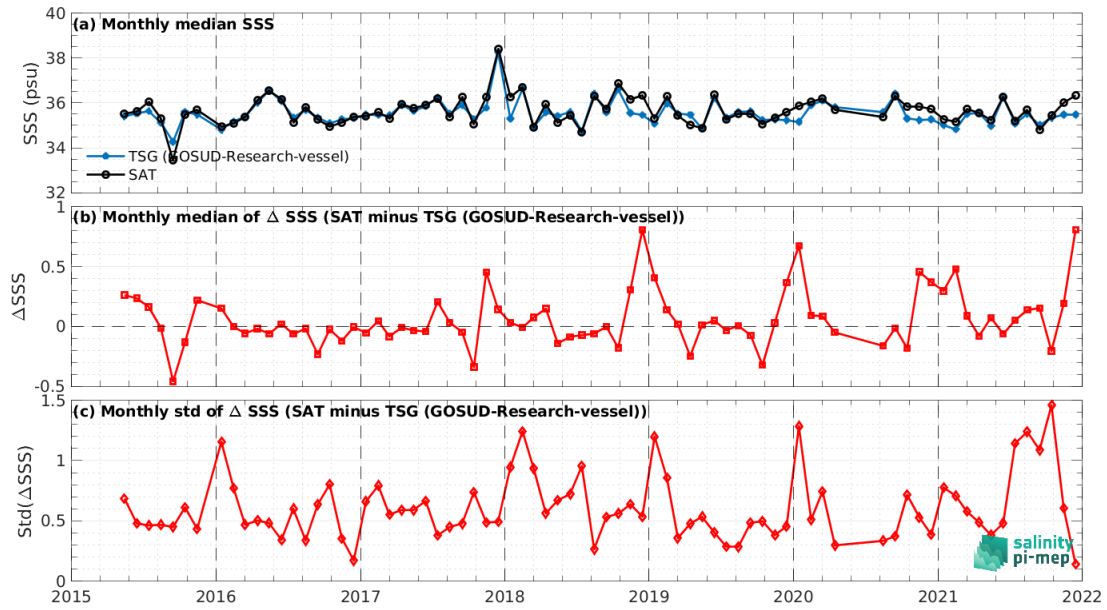 (a) Monthly median SSS
40
38
36
34
32
SSS (psu)
TSG (GOSUD-Research-vessel)
SAT
(b) Monthly median of Δ SSS (SAT minus TSG (GOSUD-Research-vessel))
1
0.5
0
-0.5
ΔSSS
(c) Monthly std of Δ SSS (SAT minus TSG (GOSUD-Research-vessel))
1.5
1
0.5
0
Std(ΔSSS)
salinity
pi-mep
2015 2016 2017 2018 2019 2020 2021 2022